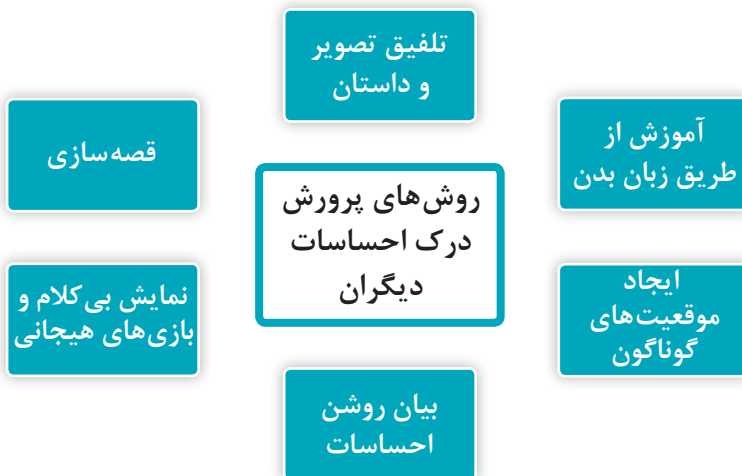 تلفیق تصویر
و داستان
آموزش از
طریق زبان بدن
قصه‌سازی
روش‌های پرورش
درک احساسات
دیگران
ایجاد
موقعیت‌های
گوناگون
نمایش بی‌کلام و
بازی‌های هیجانی
بیان روشن
احساسات